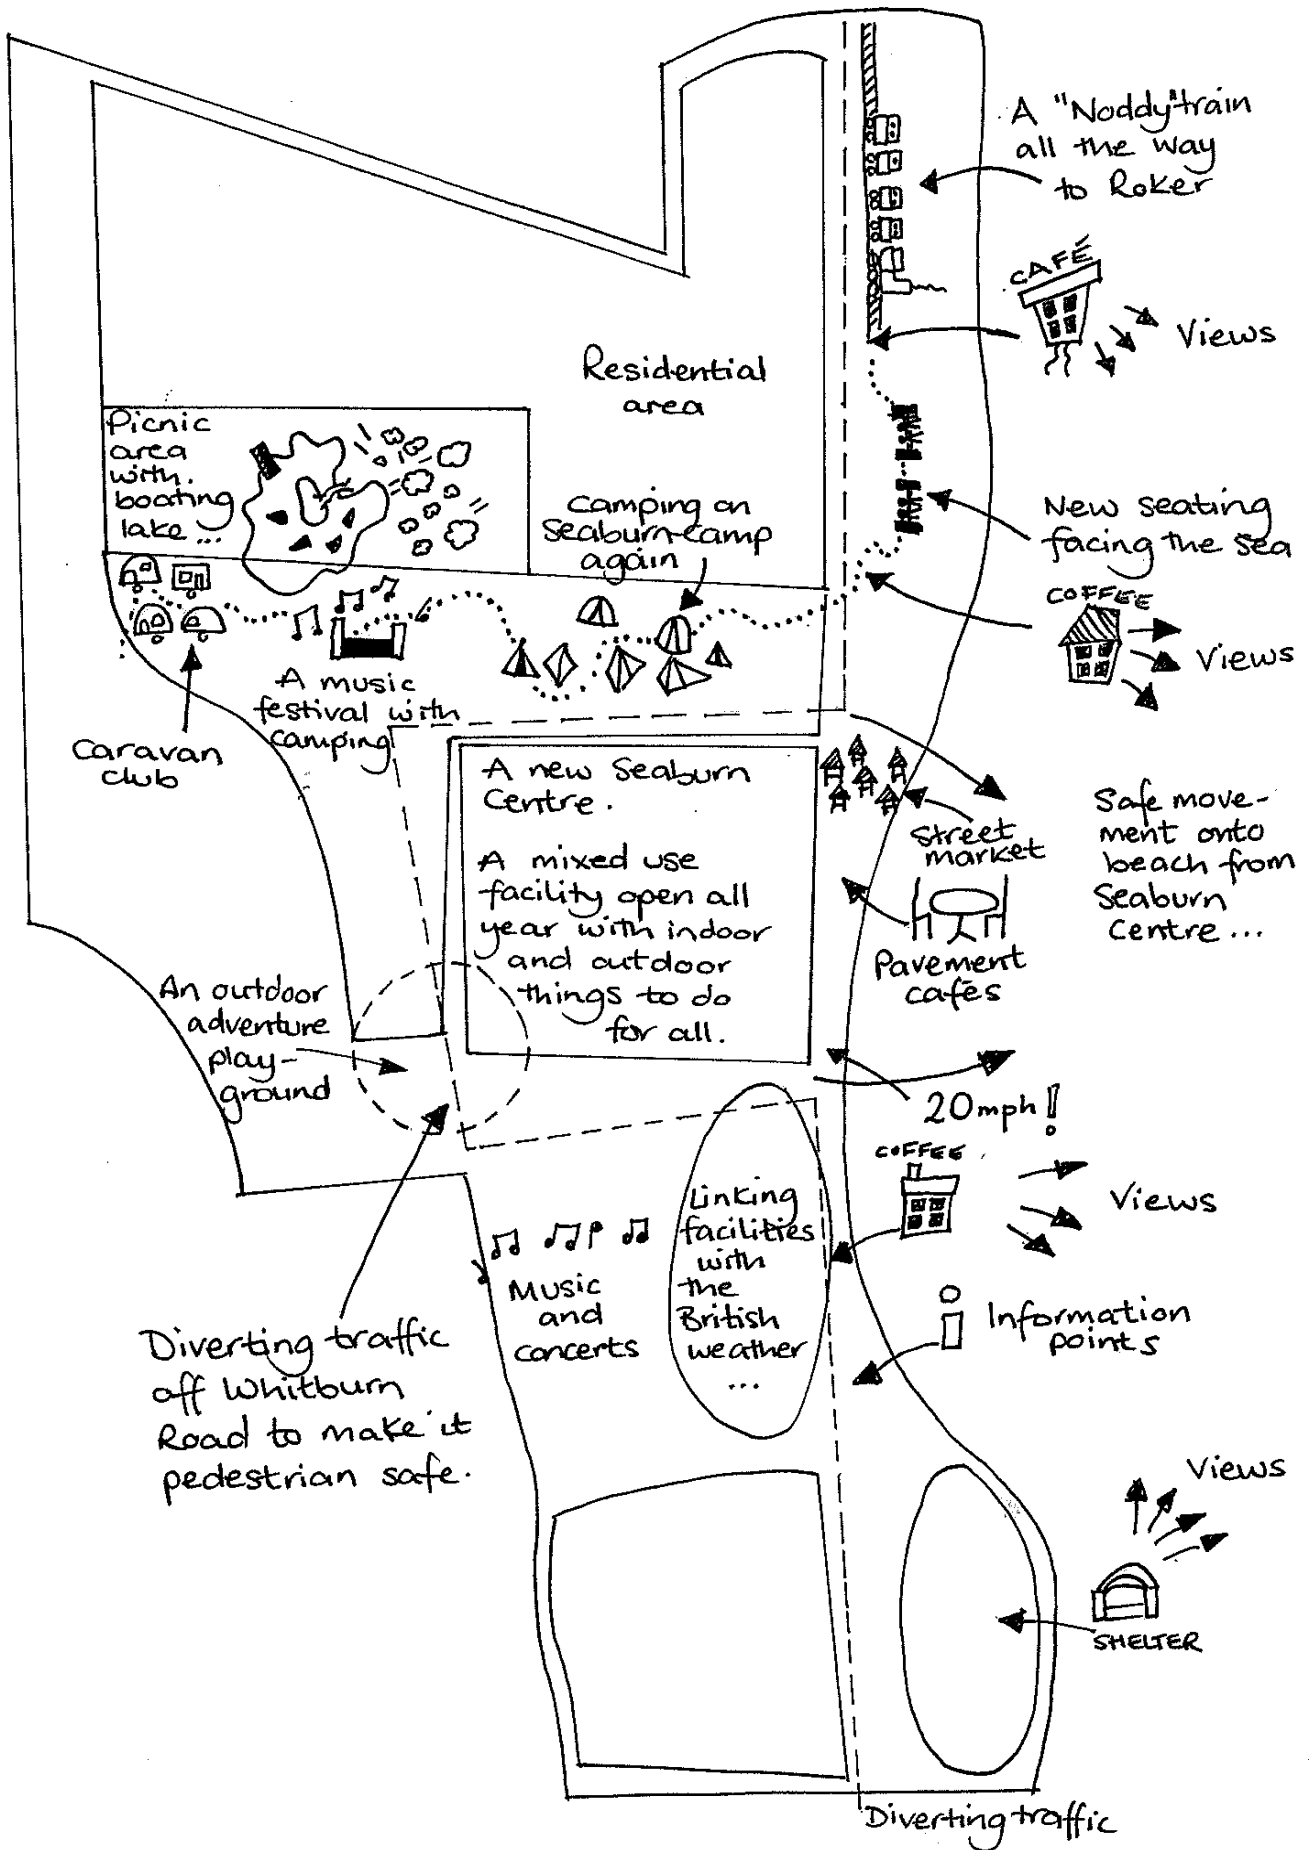 A "Noddy" train
all the way
to Roker
CAFÉ
Views
Residential
area
Picnic
area
with.
boating
lake ...
Camping on
Seaburn-camp
again
New seating
facing the sea
COFFEE
Views
A music
festival with
camping
Caravan
club
A new Seaburn
Centre.
A mixed use
facility open all
year with indoor
and outdoor
things to do
for all.
Street
market
Safe move-
ment onto
beach from
Seaburn
Centre ...
Pavement
cafés
An outdoor
adventure
play-
ground
20mph!
COFFEE
Views
Linking
facilities
with
the
British
weather
...
Music
and
concerts
i Information
points
Diverting traffic
off Whitburn
Road to make it
pedestrian safe.
Views
SHELTER
Diverting traffic